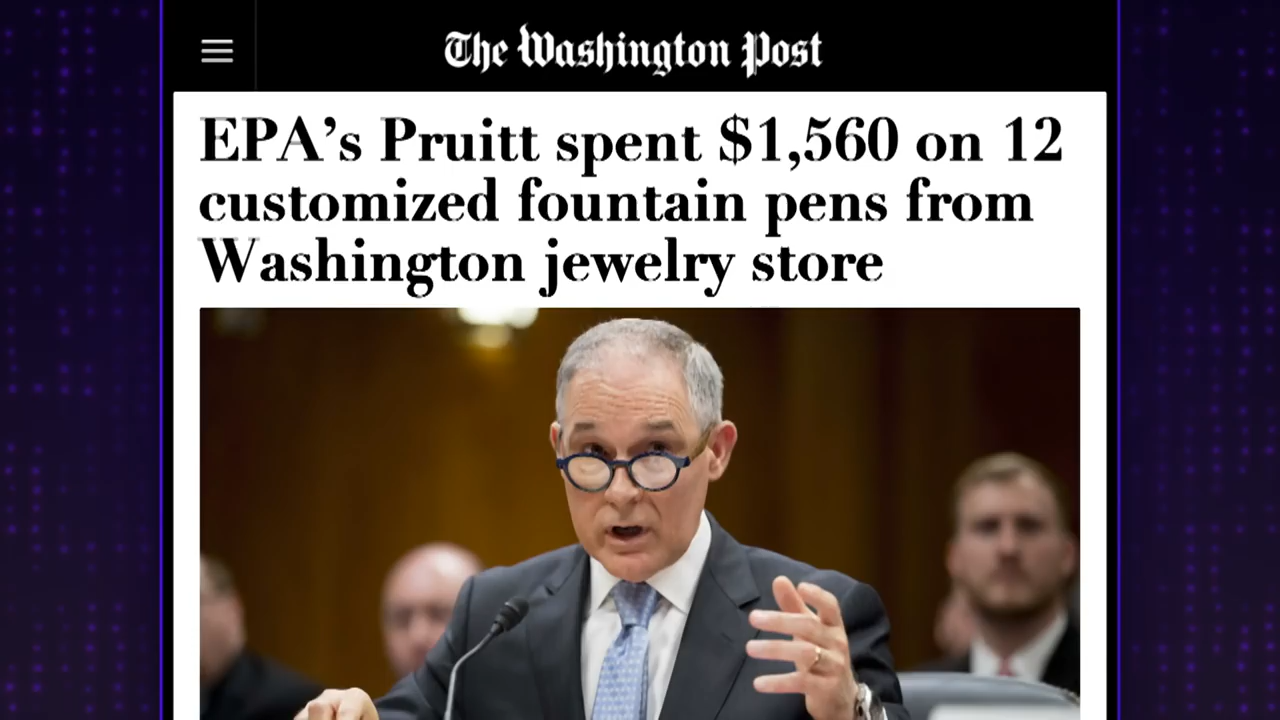 The Washington Post
EPA's Pruitt spent $1,560 on 12
customized fountain pens from
Washington jewelry store